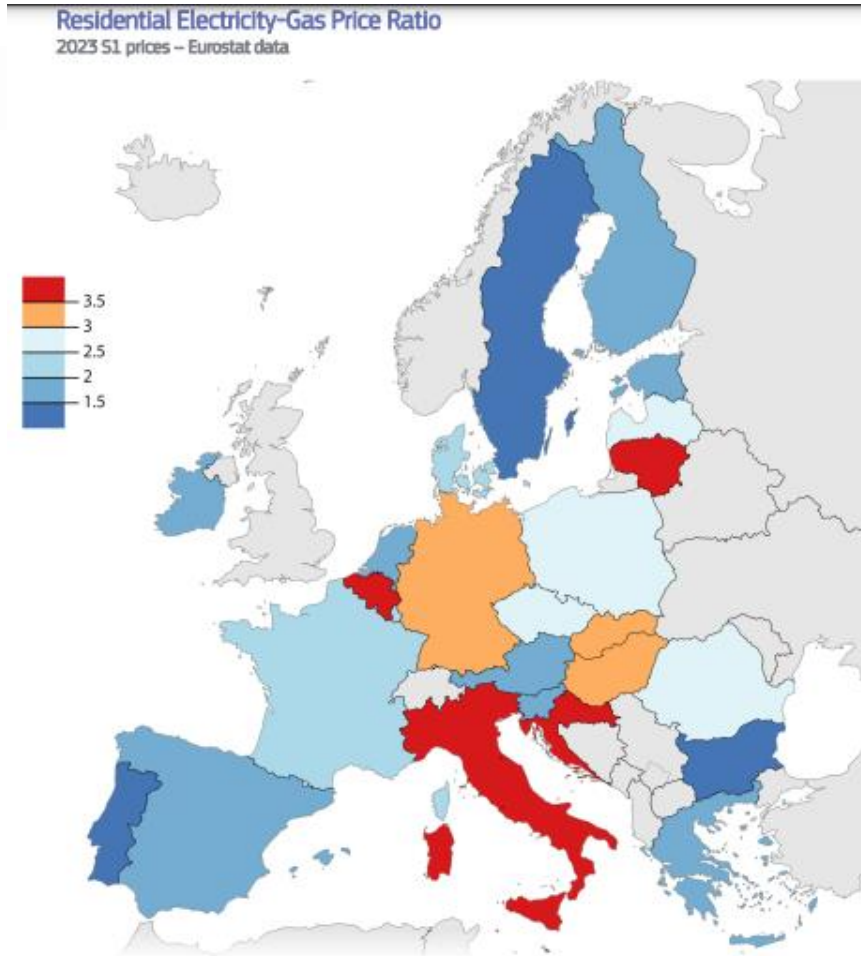 Residential Electricity-Gas Price Ratio
2023 S1 prices – Eurostat data
3.5
3
2.5
2
1.5